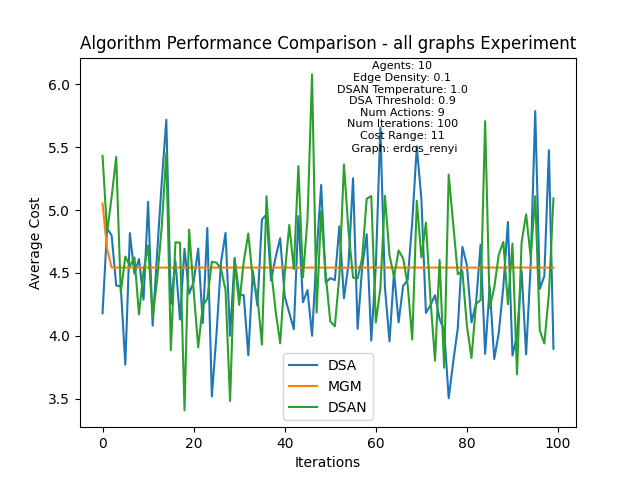 Algorithm Performance Comparison - all graphs Experiment
Agents: 10
Edge Density: 0.1
DSAN Temperature: 1.0
DSA Threshold: 0.9
Num Actions: 9
Num Iterations: 100
Cost Range: 11
Graph: erdos_renyi
Average Cost
6.0
5.5
5.0
4.5
4.0
3.5
DSA
MGM
DSAN
0
20
40
60
80
100
Iterations